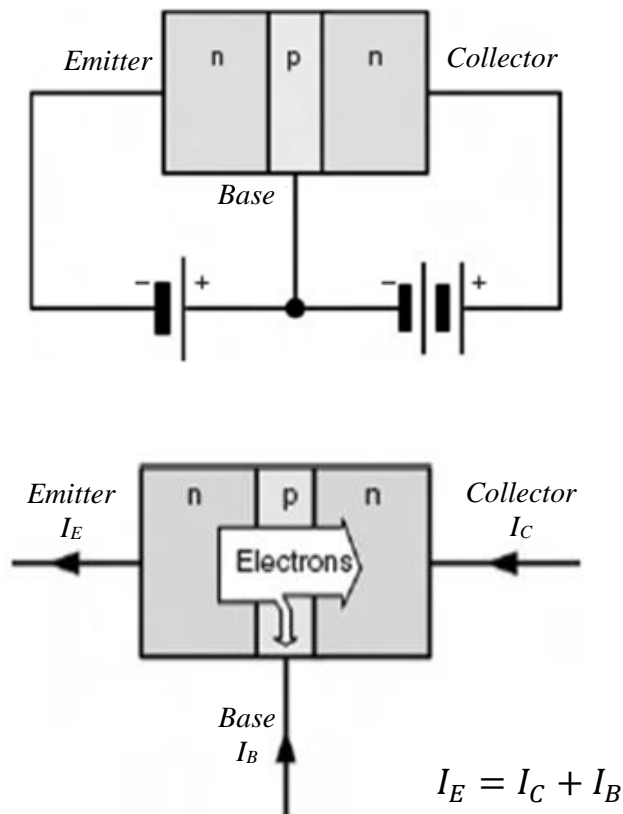 Emitter n p n Collector
Base
− + − +
Emitter n p n Collector
I_E I_C
Electrons
Base
I_B
I_E = I_C + I_B